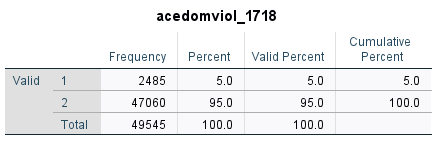 acedomviol_1718
Frequency Percent Valid Percent Cumulative Percent
Valid 1 2485 5.0 5.0 5.0
2 47060 95.0 95.0 100.0
Total 49545 100.0 100.0